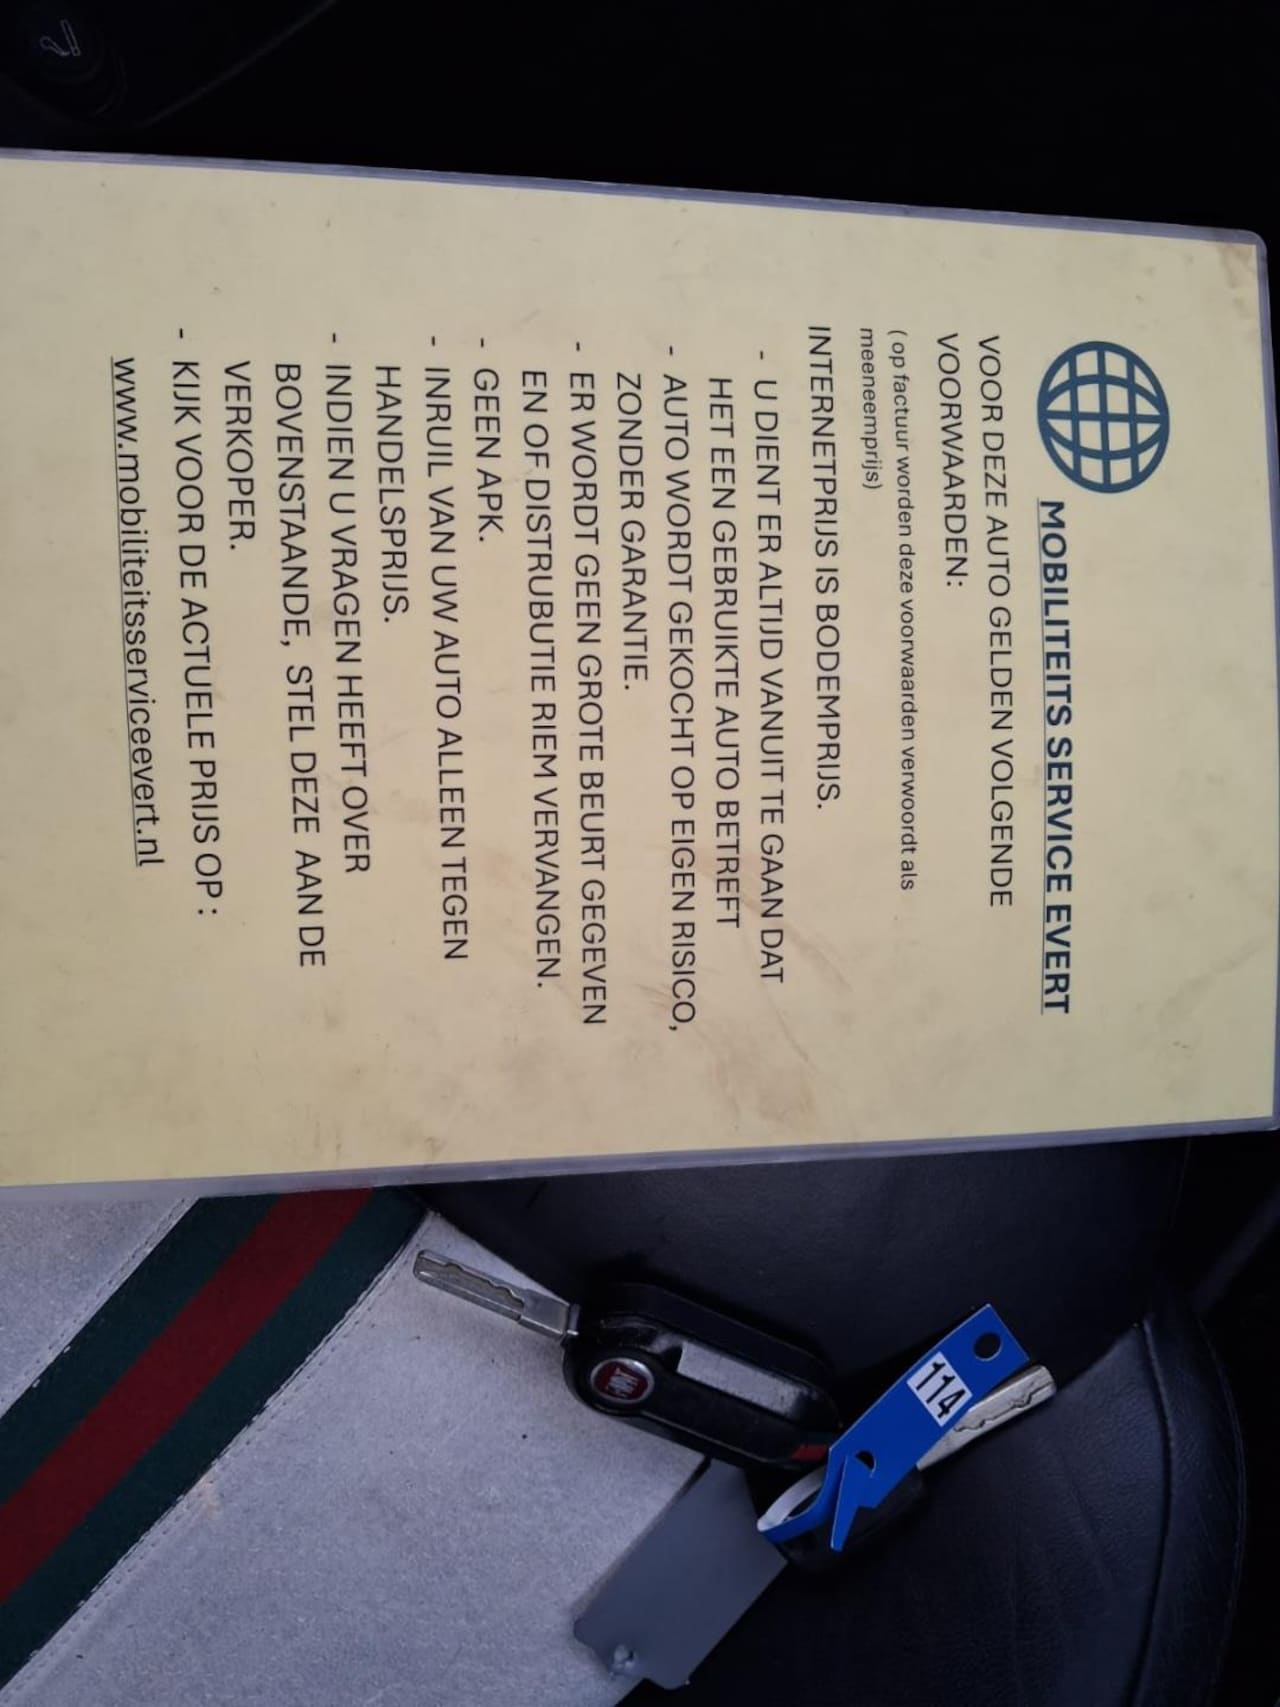 MOBILITEITS SERVICE EVERT
VOOR DEZE AUTO GELDEN VOLGENDE
VOORWAARDEN:
( op factuur worden deze voorwaarden verwoordt als
meeneemprijs)
INTERNETPRIJS IS BODEMPRIJS.
- U DIENT ER ALTIJD VANUIT TE GAAN DAT
HET EEN GEBRUIKTE AUTO BETREFT
- AUTO WORDT GEKOCHT OP EIGEN RISICO,
ZONDER GARANTIE.
- ER WORDT GEEN GROTE BEURT GEGEVEN
EN OF DISTRUBUTIE RIEM VERVANGEN.
- GEEN APK.
- INRUIL VAN UW AUTO ALLEEN TEGEN
HANDELSPRIJS.
- INDIEN U VRAGEN HEEFT OVER
BOVENSTAANDE, STEL DEZE AAN DE
VERKOPER.
- KIJK VOOR DE ACTUELE PRIJS OP :
www.mobiliteitsserviceevert.nl
114